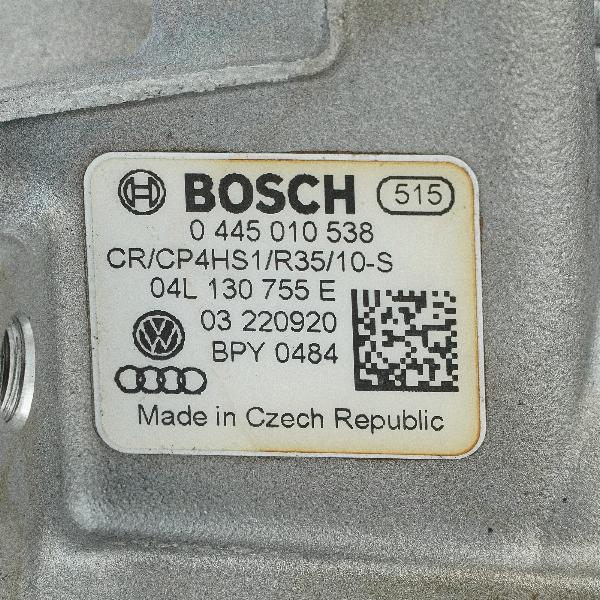 BOSCH 515
0 445 010 538
CR/CP4HS1/R35/10-S
04L 130 755 E
03 220920
BPY 0484
Made in Czech Republic